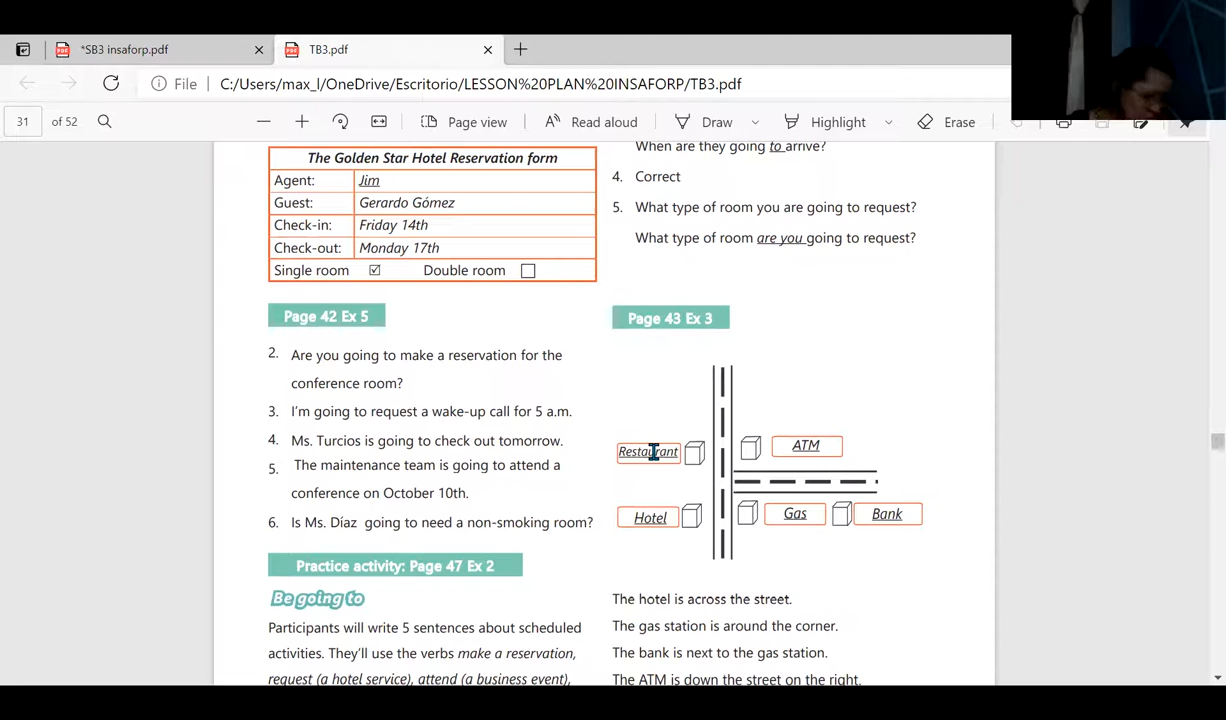 *SB3 insaforp.pdf
TB3.pdf
File
C:/Users/max_l/OneDrive/Escritorio/LESSON%20PLAN%20INSAFORP/TB3.pdf
31
of 52
Page view
Read aloud
Draw
Highlight
Erase
The Golden Star Hotel Reservation form
Agent: Jim
Guest: Gerardo Gómez
Check-in: Friday 14th
Check-out: Monday 17th
Single room ☑ Double room ☐
Page 42 Ex 5
2. Are you going to make a reservation for the
conference room?
3. I'm going to request a wake-up call for 5 a.m.
4. Ms. Turcios is going to check out tomorrow.
5. The maintenance team is going to attend a
conference on October 10th.
6. Is Ms. Díaz going to need a non-smoking room?
Practice activity: Page 47 Ex 2
Be going to
Participants will write 5 sentences about scheduled
activities. They'll use the verbs make a reservation,
request (a hotel service), attend (a business event),
When are they going to arrive?
4. Correct
5. What type of room you are going to request?
What type of room are you going to request?
Page 43 Ex 3
Restaurant
ATM
Hotel
Gas
Bank
The hotel is across the street.
The gas station is around the corner.
The bank is next to the gas station.
The ATM is down the street on the right.